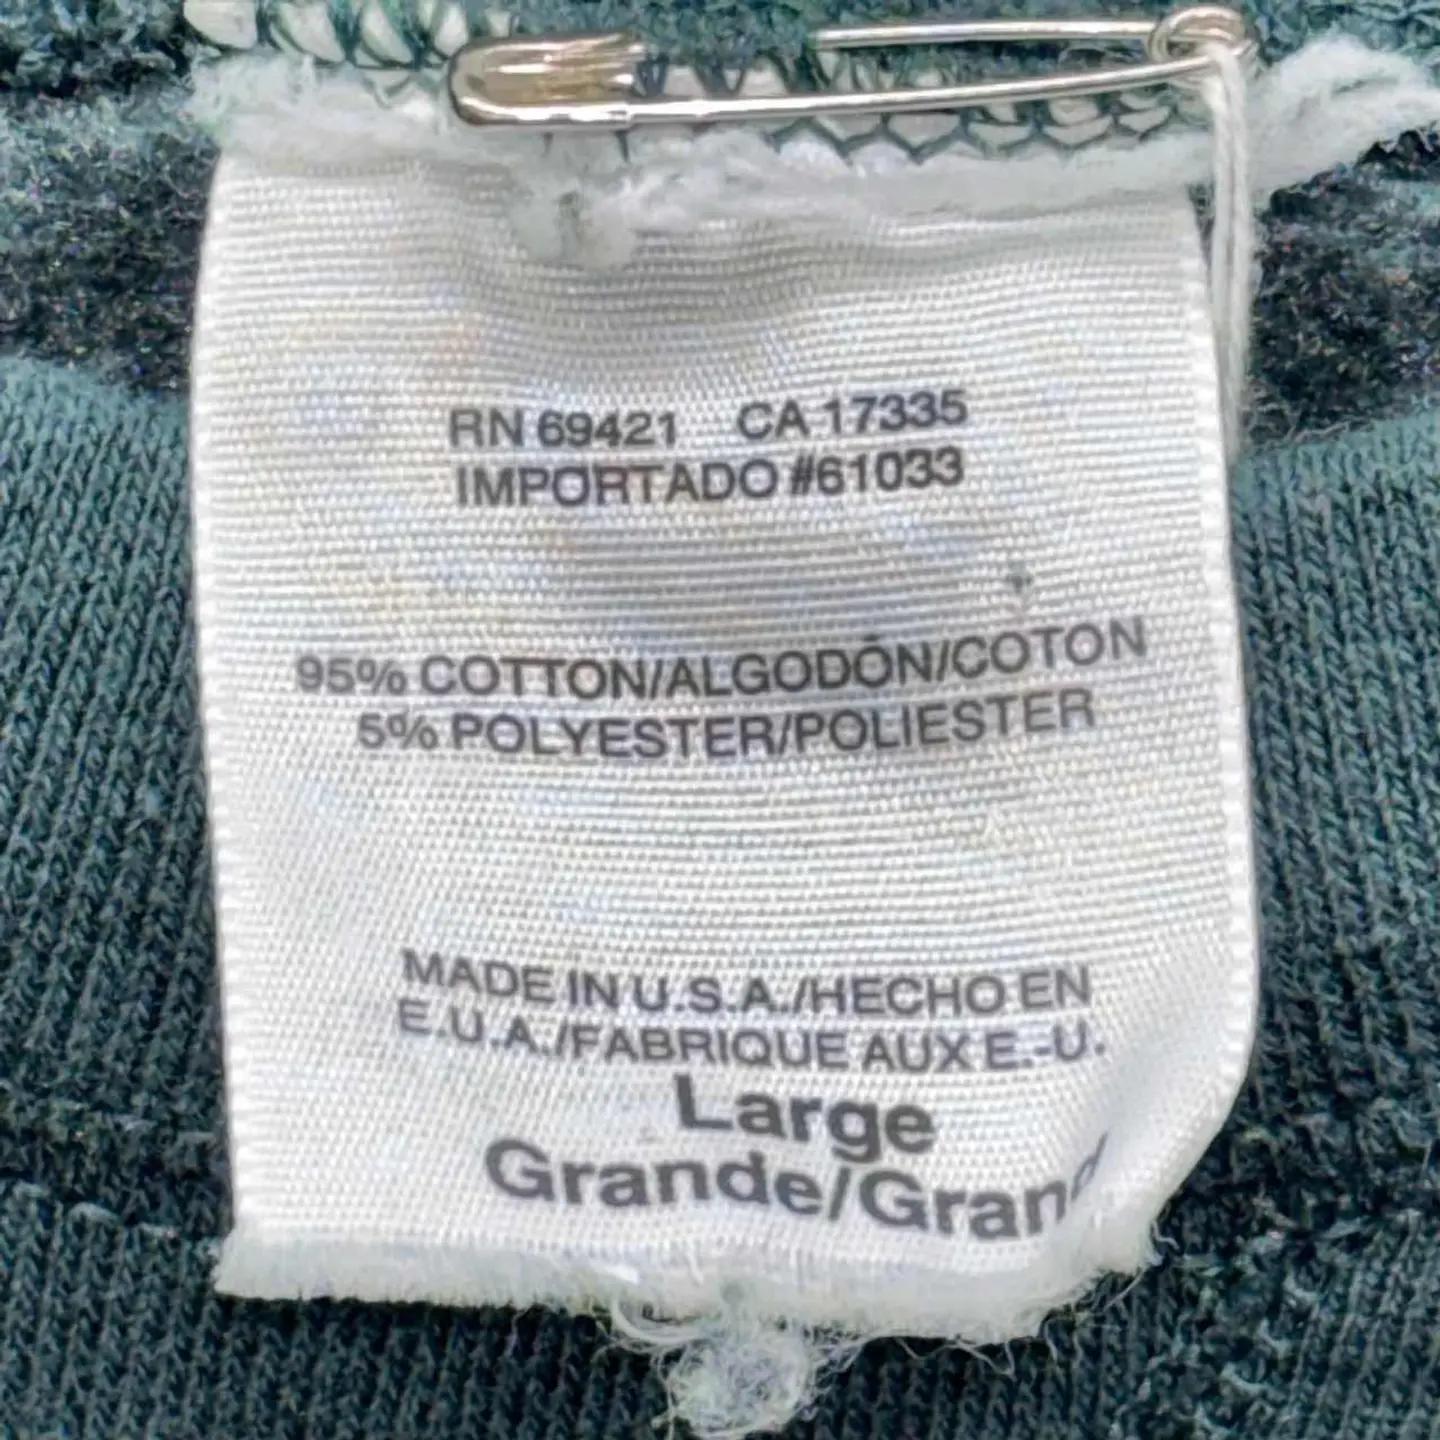 RN 69421 CA 17335
IMPORTADO #61033
95% COTTON/ALGODÓN/COTON
5% POLYESTER/POLIESTER
MADE IN U.S.A./HECHO EN
E.U.A./FABRIQUE AUX E.-U.
Large
Grande/Grand